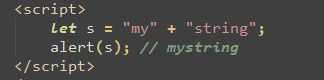 <script>
let s = "my" + "string";
alert(s); // mystring
</script>